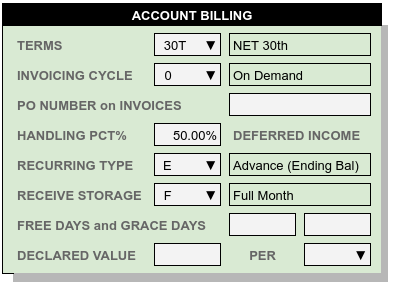 ACCOUNT BILLING
TERMS 30T NET 30th
INVOICING CYCLE 0 On Demand
PO NUMBER on INVOICES
HANDLING PCT% 50.00% DEFERRED INCOME
RECURRING TYPE E Advance (Ending Bal)
RECEIVE STORAGE F Full Month
FREE DAYS and GRACE DAYS
DECLARED VALUE PER